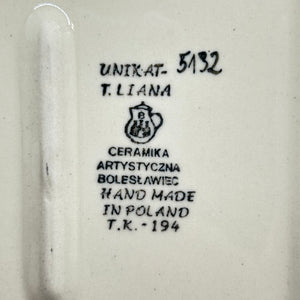 UNIKAT- 5132
T. LIANA
CERAMIKA
ARTYSTYCZNA
BOLESŁAWIEC
HAND MADE
IN POLAND
T.K.-194